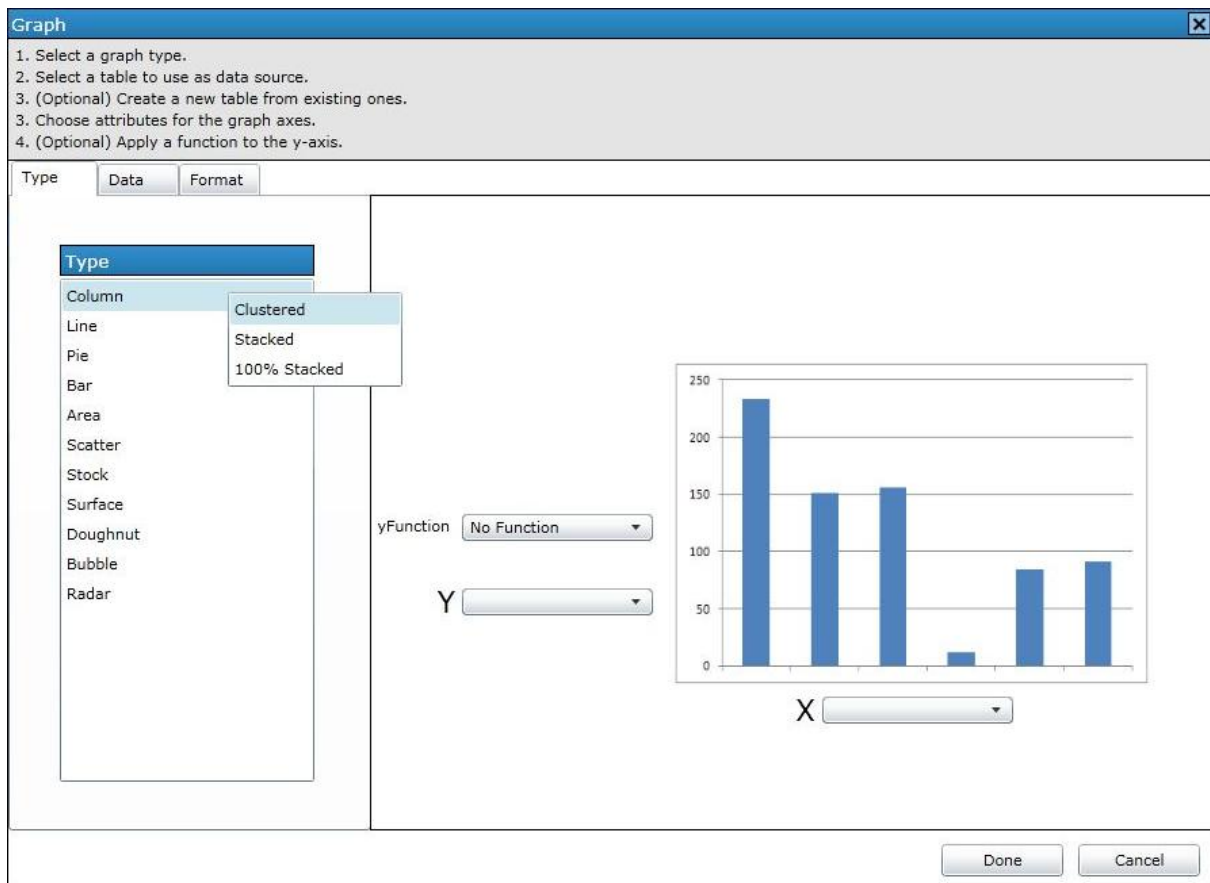 Graph
1. Select a graph type.
2. Select a table to use as data source.
3. (Optional) Create a new table from existing ones.
3. Choose attributes for the graph axes.
4. (Optional) Apply a function to the y-axis.
Type
Data
Format
Type
Column
Line
Pie
Bar
Area
Scatter
Stock
Surface
Doughnut
Bubble
Radar
Clustered
Stacked
100% Stacked
yFunction
No Function
Y
250
200
150
100
50
0
X
Done
Cancel